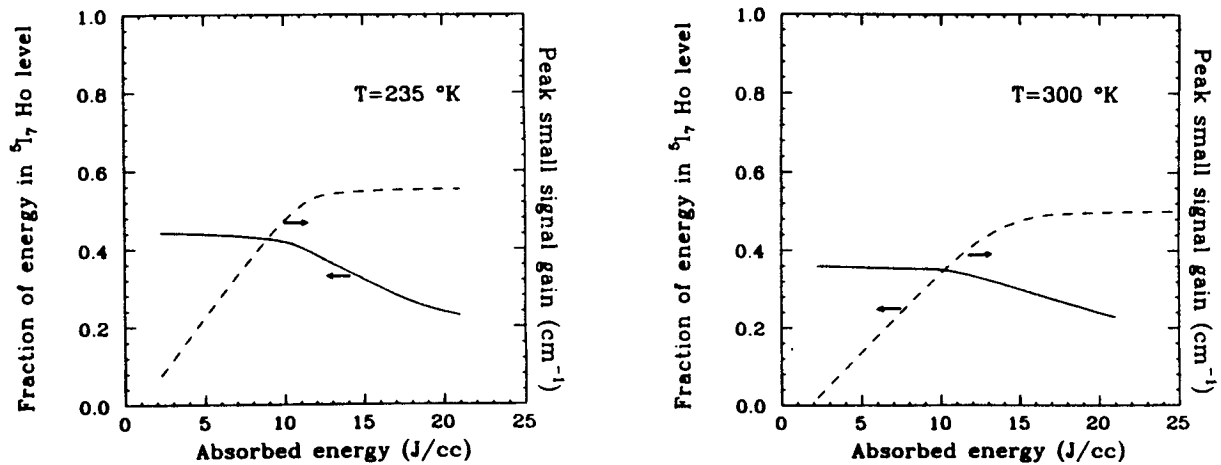 Fraction of energy in ⁵I₇ Ho level
1.0
0.8
0.6
0.4
0.2
0.0
T=235 °K
0 5 10 15 20 25
Absorbed energy (J/cc)
Peak small signal gain (cm⁻¹)
Fraction of energy in ⁵I₇ Ho level
1.0
0.8
0.6
0.4
0.2
0.0
T=300 °K
0 5 10 15 20 25
Absorbed energy (J/cc)
Peak small signal gain (cm⁻¹)